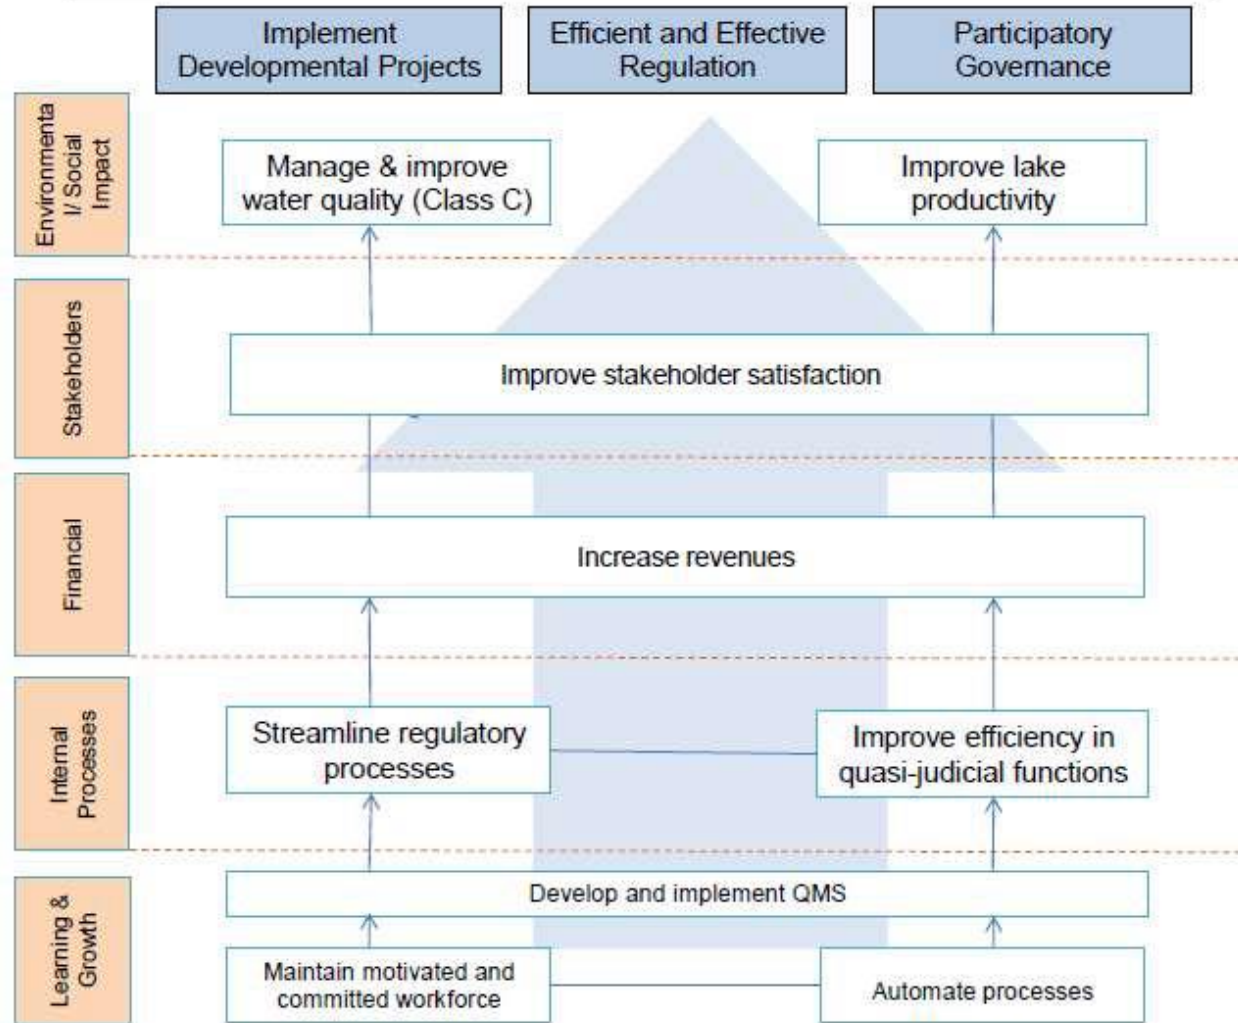 Implement
Developmental Projects
Efficient and Effective
Regulation
Participatory
Governance
Environmenta
l/ Social
Impact
Manage & improve
water quality (Class C)
Improve lake
productivity
Stakeholders
Improve stakeholder satisfaction
Financial
Increase revenues
Internal
Processes
Streamline regulatory
processes
Improve efficiency in
quasi-judicial functions
Learning &
Growth
Develop and implement QMS
Maintain motivated and
committed workforce
Automate processes